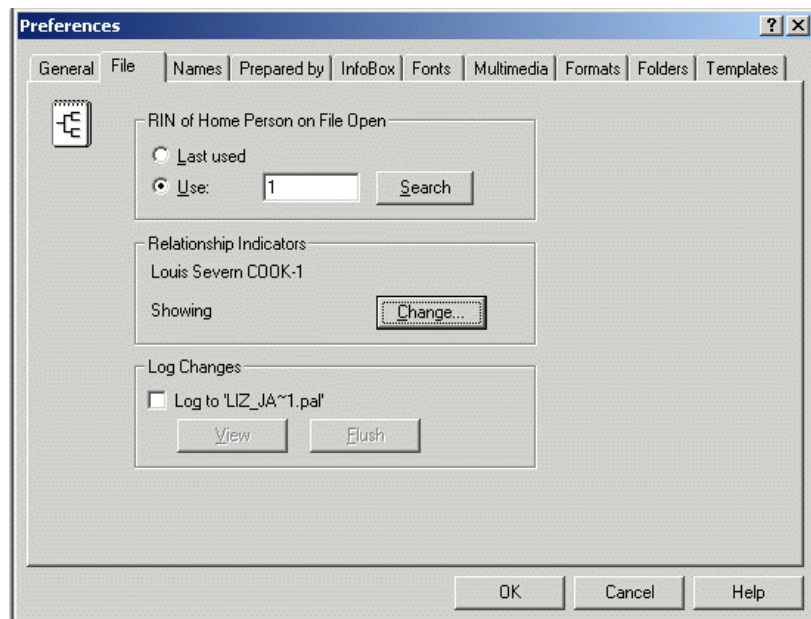 Preferences
General File Names Prepared by InfoBox Fonts Multimedia Formats Folders Templates
RIN of Home Person on File Open
Last used
Use: 1 Search
Relationship Indicators
Louis Severn COOK-1
Showing Change...
Log Changes
Log to 'LIZ_JA~1.pal'
View Flush
OK Cancel Help